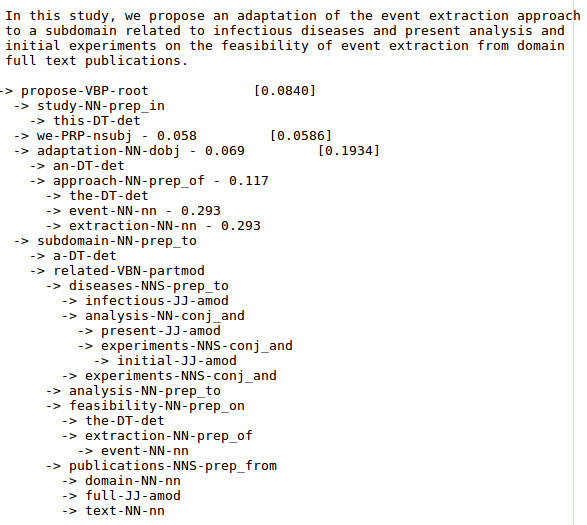 In this study, we propose an adaptation of the event extraction approach
to a subdomain related to infectious diseases and present analysis and
initial experiments on the feasibility of event extraction from domain
full text publications.
-> propose-VBP-root [0.0840]
-> study-NN-prep_in
-> this-DT-det
-> we-PRP-nsubj - 0.058 [0.0586]
-> adaptation-NN-dobj - 0.069 [0.1934]
-> an-DT-det
-> approach-NN-prep_of - 0.117
-> the-DT-det
-> event-NN-nn - 0.293
-> extraction-NN-nn - 0.293
-> subdomain-NN-prep_to
-> a-DT-det
-> related-VBN-partmod
-> diseases-NNS-prep_to
-> infectious-JJ-amod
-> analysis-NN-conj_and
-> present-JJ-amod
-> experiments-NNS-conj_and
-> initial-JJ-amod
-> experiments-NNS-conj_and
-> analysis-NN-prep_to
-> feasibility-NN-prep_on
-> the-DT-det
-> extraction-NN-prep_of
-> event-NN-nn
-> publications-NNS-prep_from
-> domain-NN-nn
-> full-JJ-amod
-> text-NN-nn